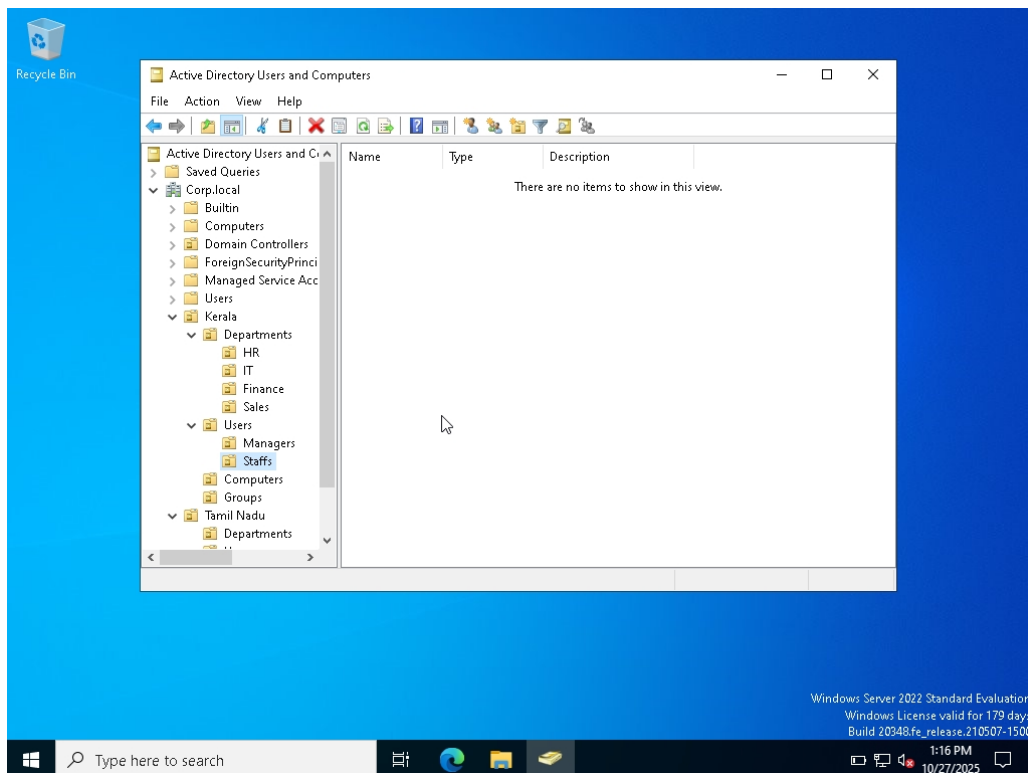 Recycle Bin
Active Directory Users and Computers
File Action View Help
Active Directory Users and C
Name Type Description
Saved Queries
There are no items to show in this view.
Corp.local
Builtin
Computers
Domain Controllers
ForeignSecurityPrinci
Managed Service Acc
Users
Kerala
Departments
HR
IT
Finance
Sales
Users
Managers
Staffs
Computers
Groups
Tamil Nadu
Departments
Windows Server 2022 Standard Evaluation
Windows License valid for 179 days
Build 20348.fe_release.210507-1500
Type here to search
1:16 PM
10/27/2025